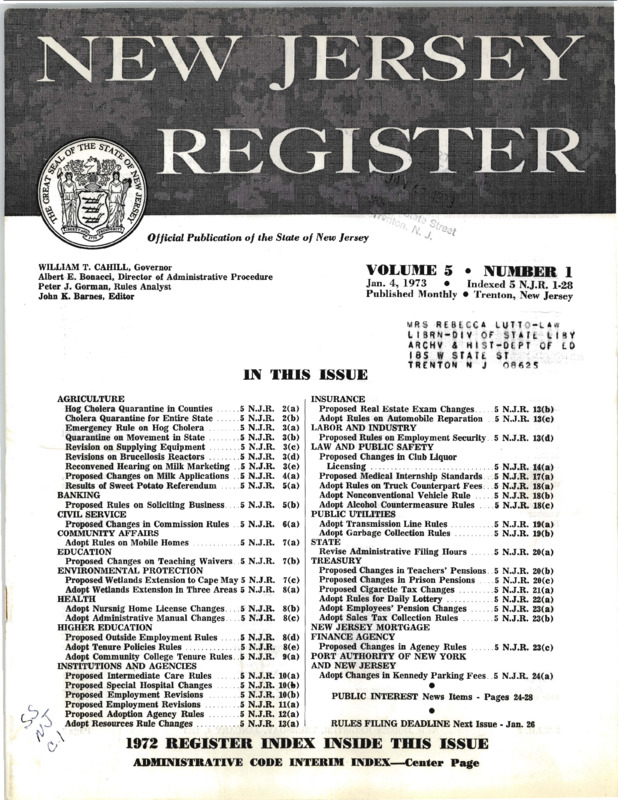 NEW JERSEY
REGISTER
THE GREAT SEAL OF THE STATE OF NEW JERSEY
State Street
Trenton, N. J.
Official Publication of the State of New Jersey
WILLIAM T. CAHILL, Governor
Albert E. Bonacci, Director of Administrative Procedure
Peter J. Gorman, Rules Analyst
John K. Barnes, Editor
VOLUME 5 • NUMBER 1
Jan. 4, 1973 • Indexed 5 N.J.R. 1-28
Published Monthly • Trenton, New Jersey
MRS REBECCA LUTTO-LAW
LIBRN-DIV OF STATE LIBY
ARCHV & HIST-DEPT OF ED
185 W STATE ST
TRENTON N J 08625
IN THIS ISSUE
AGRICULTURE
Hog Cholera Quarantine in Counties ...... 5 N.J.R. 2(a)
Cholera Quarantine for Entire State ..... 5 N.J.R. 2(b)
Emergency Rule on Hog Cholera ....... 5 N.J.R. 3(a)
Quarantine on Movement in State ....... 5 N.J.R. 3(b)
Revision on Supplying Equipment ....... 5 N.J.R. 3(c)
Revisions on Brucellosis Reactors ....... 5 N.J.R. 3(d)
Reconvened Hearing on Milk Marketing .. 5 N.J.R. 3(e)
Proposed Changes on Milk Applications .. 5 N.J.R. 4(a)
Results of Sweet Potato Referendum ..... 5 N.J.R. 5(a)
BANKING
Proposed Rules on Soliciting Business .... 5 N.J.R. 5(b)
CIVIL SERVICE
Proposed Changes in Commission Rules .. 5 N.J.R. 6(a)
COMMUNITY AFFAIRS
Adopt Rules on Mobile Homes ....... 5 N.J.R. 7(a)
EDUCATION
Proposed Changes on Teaching Waivers . 5 N.J.R. 7(b)
ENVIRONMENTAL PROTECTION
Proposed Wetlands Extension to Cape May 5 N.J.R. 7(c)
Adopt Wetlands Extension in Three Areas 5 N.J.R. 8(a)
HEALTH
Adopt Nursnig Home License Changes.... 5 N.J.R. 8(b)
Adopt Administrative Manual Changes ... 5 N.J.R. 8(c)
HIGHER EDUCATION
Proposed Outside Employment Rules ..... 5 N.J.R. 8(d)
Adopt Tenure Policies Rules ....... 5 N.J.R. 8(e)
Adopt Community College Tenure Rules.. 5 N.J.R. 9(a)
INSTITUTIONS AND AGENCIES
Proposed Intermediate Care Rules .... 5 N.J.R. 10(a)
Proposed Special Hospital Changes .... 5 N.J.R. 10(b)
Proposed Employment Revisions ..... 5 N.J.R. 10(b)
Proposed Employment Revisions ..... 5 N.J.R. 11(a)
Proposed Adoption Agency Rules .... 5 N.J.R. 12(a)
Adopt Resources Rule Changes ....... 5 N.J.R. 13(a)
INSURANCE
Proposed Real Estate Exam Changes.... 5 N.J.R. 13(b)
Adopt Rules on Automobile Reparation . 5 N.J.R. 13(c)
LABOR AND INDUSTRY
Proposed Rules on Employment Security. 5 N.J.R. 13(d)
LAW AND PUBLIC SAFETY
Proposed Changes in Club Liquor
Licensing ....... 5 N.J.R. 14(a)
Proposed Medical Internship Standards.. 5 N.J.R. 17(a)
Adopt Rules on Truck Counterpart Fees.. 5 N.J.R. 18(a)
Adopt Nonconventional Vehicle Rule .. 5 N.J.R. 18(b)
Adopt Alcohol Countermeasure Rules . 5 N.J.R. 18(c)
PUBLIC UTILITIES
Adopt Transmission Line Rules ....... 5 N.J.R. 19(a)
Adopt Garbage Collection Rules ....... 5 N.J.R. 19(b)
STATE
Revise Administrative Filing Hours .... 5 N.J.R. 20(a)
TREASURY
Proposed Changes in Teachers' Pensions. 5 N.J.R. 20(b)
Proposed Changes in Prison Pensions ... 5 N.J.R. 20(c)
Proposed Cigarette Tax Changes ....... 5 N.J.R. 21(a)
Adopt Rules for Daily Lottery ....... 5 N.J.R. 22(a)
Adopt Employees' Pension Changes .... 5 N.J.R. 23(a)
Adopt Sales Tax Collection Rules ....... 5 N.J.R. 23(b)
NEW JERSEY MORTGAGE
FINANCE AGENCY
Proposed Changes in Agency Rules ..... 5 N.J.R. 23(c)
PORT AUTHORITY OF NEW YORK
AND NEW JERSEY
Adopt Changes in Kennedy Parking Fees. 5 N.J.R. 24(a)
•
PUBLIC INTEREST News Items - Pages 24-28
•
RULES FILING DEADLINE Next Issue - Jan. 26
SS
NJ
C.1
1972 REGISTER INDEX INSIDE THIS ISSUE
ADMINISTRATIVE CODE INTERIM INDEX—Center Page